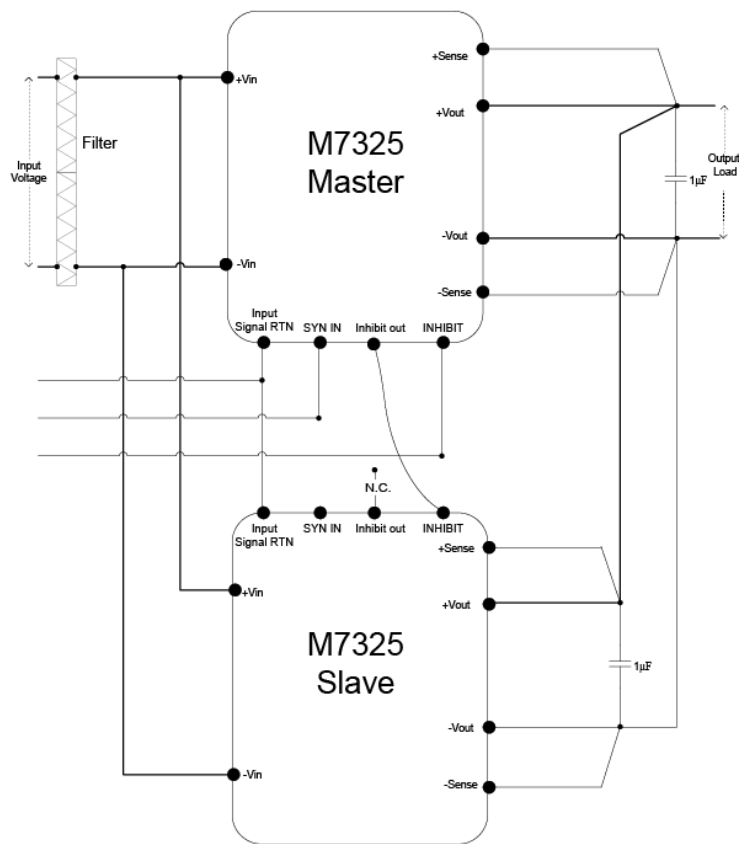 +Sense
+Vin
+Vout
Filter
M7325
Master
Input
Voltage
Output
Load
1μF
-Vout
-Vin
-Sense
Input
Signal RTN
SYN IN
Inhibit out
INHIBIT
N.C.
Input
Signal RTN
SYN IN
Inhibit out
INHIBIT
+Sense
+Vin
+Vout
M7325
Slave
1μF
-Vout
-Vin
-Sense